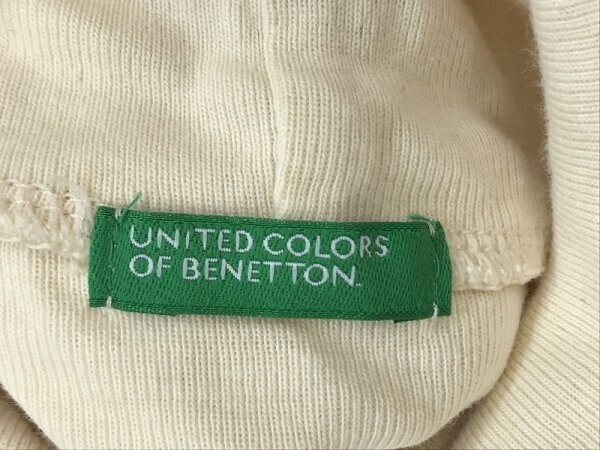 UNITED COLORS
OF BENETTON.